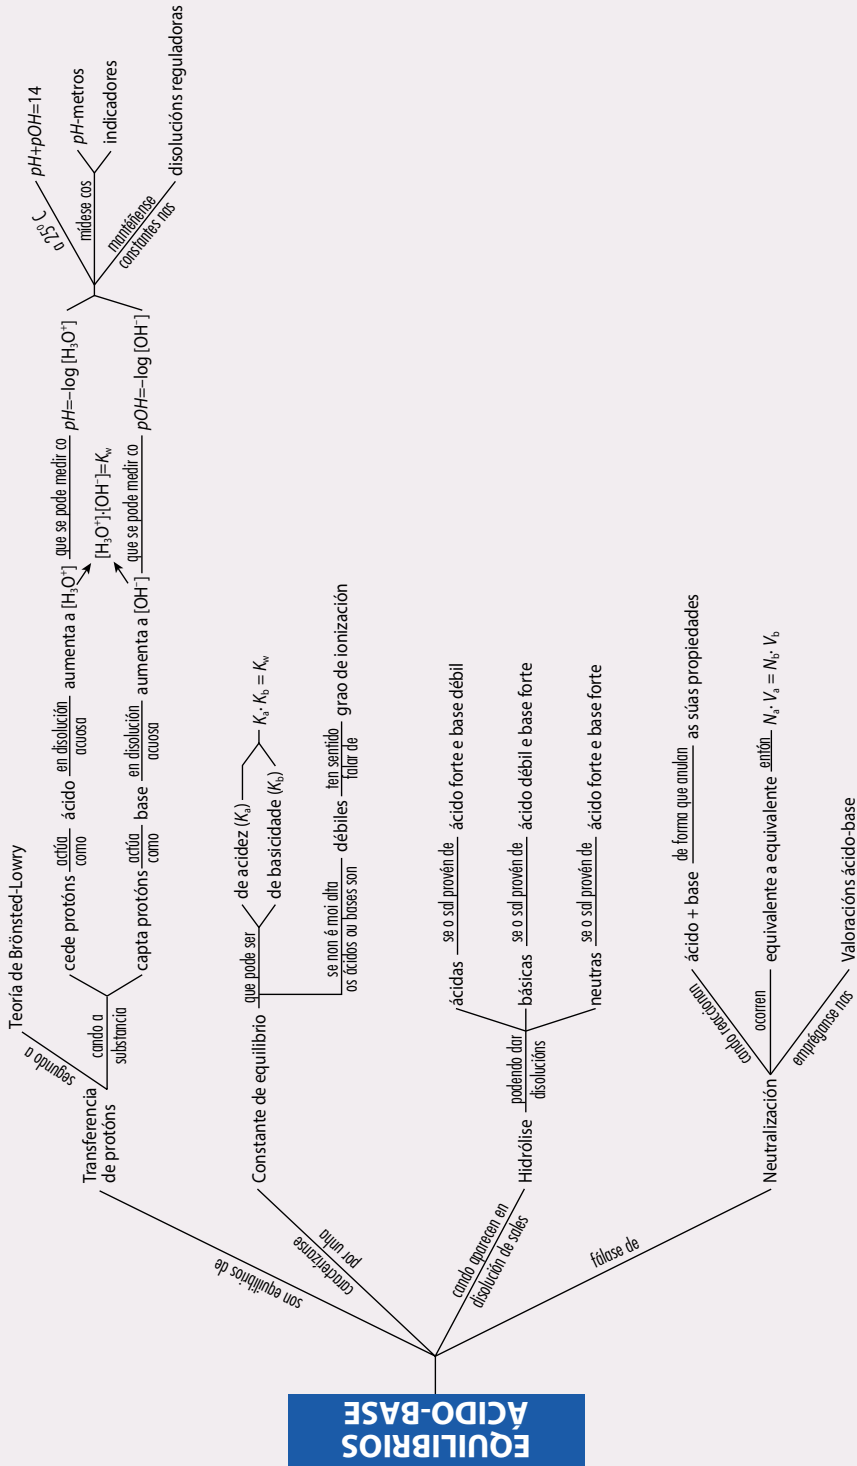 EQUILIBRIOS
ÁCIDO-BASE
son equilibrios de
Transferencia
de protóns
segundo a
Teoría de Brönsted-Lowry
cando a
substancia
cede protóns
actúa
como
ácido
en disolución
acuosa
aumenta a [H₃O⁺]
que se pode medir co
pH=–log [H₃O⁺]
capta protóns
actúa
como
base
en disolución
acuosa
aumenta a [OH⁻]
que se pode medir co
pOH=–log [OH⁻]
[H₃O⁺]·[OH⁻]=Kw
a 25º C
pH+pOH=14
mídese cos
pH-metros
indicadores
mantéñense
constantes nas
disolucións reguladoras
caracterízanse
por unha
Constante de equilibrio
que pode ser
de acidez (Ka)
de basicidade (Kb)
Ka· Kb = Kw
se non é moi alta
os ácidos ou bases son
débiles
ten sentido
falar de
grao de ionización
cando aparecen en
disolución de sales
Hidrólise
podendo dar
disolucións
ácidas
se o sal provén de
ácido forte e base débil
básicas
se o sal provén de
ácido débil e base forte
neutras
se o sal provén de
ácido forte e base forte
fálase de
Neutralización
cando reaccionan
ácido + base
de forma que anulan
as súas propiedades
ocorren
equivalente a equivalente
entón
Na· Va = Nb· Vb
empréganse nas
Valoracións ácido-base